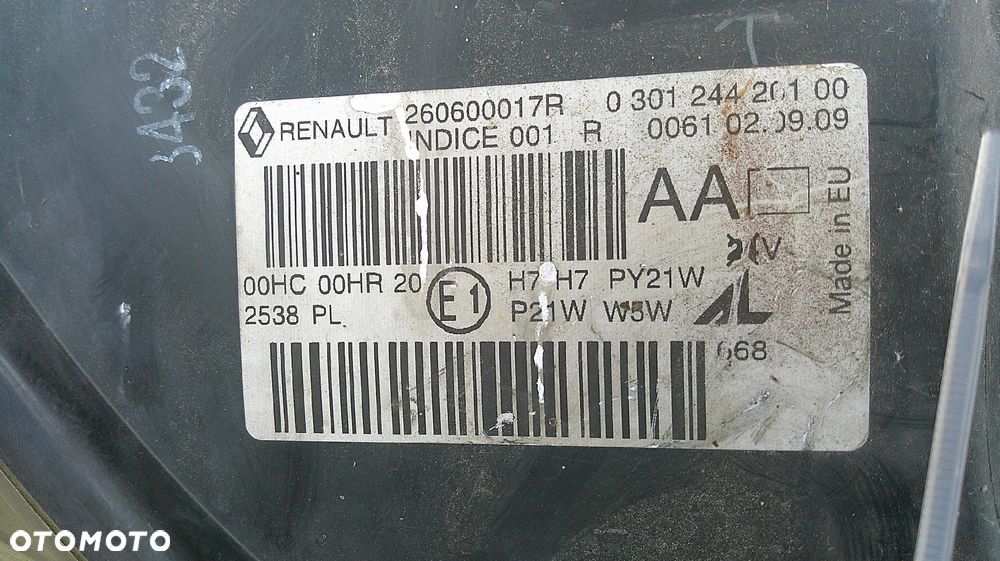 RENAULT 260600017R 0 301 244 201 00
INDICE 001 R 0061 02.09.09
AA
Made in EU
00HC 00HR 20 E1 H7 H7 PY21W
2538 PL P21W W5W AL
668
OTOMOTO